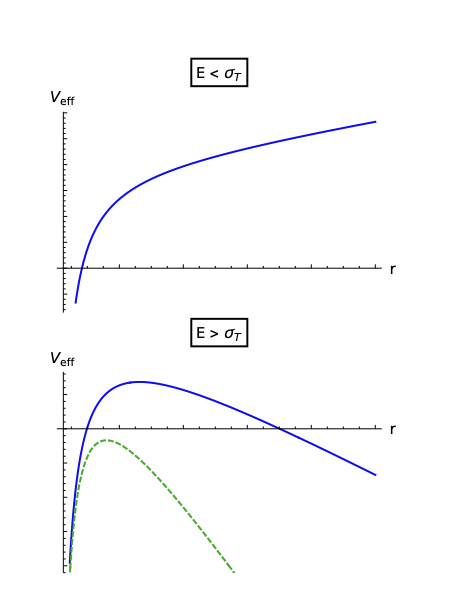 E < σ_T
V_eff
r
E > σ_T
V_eff
r